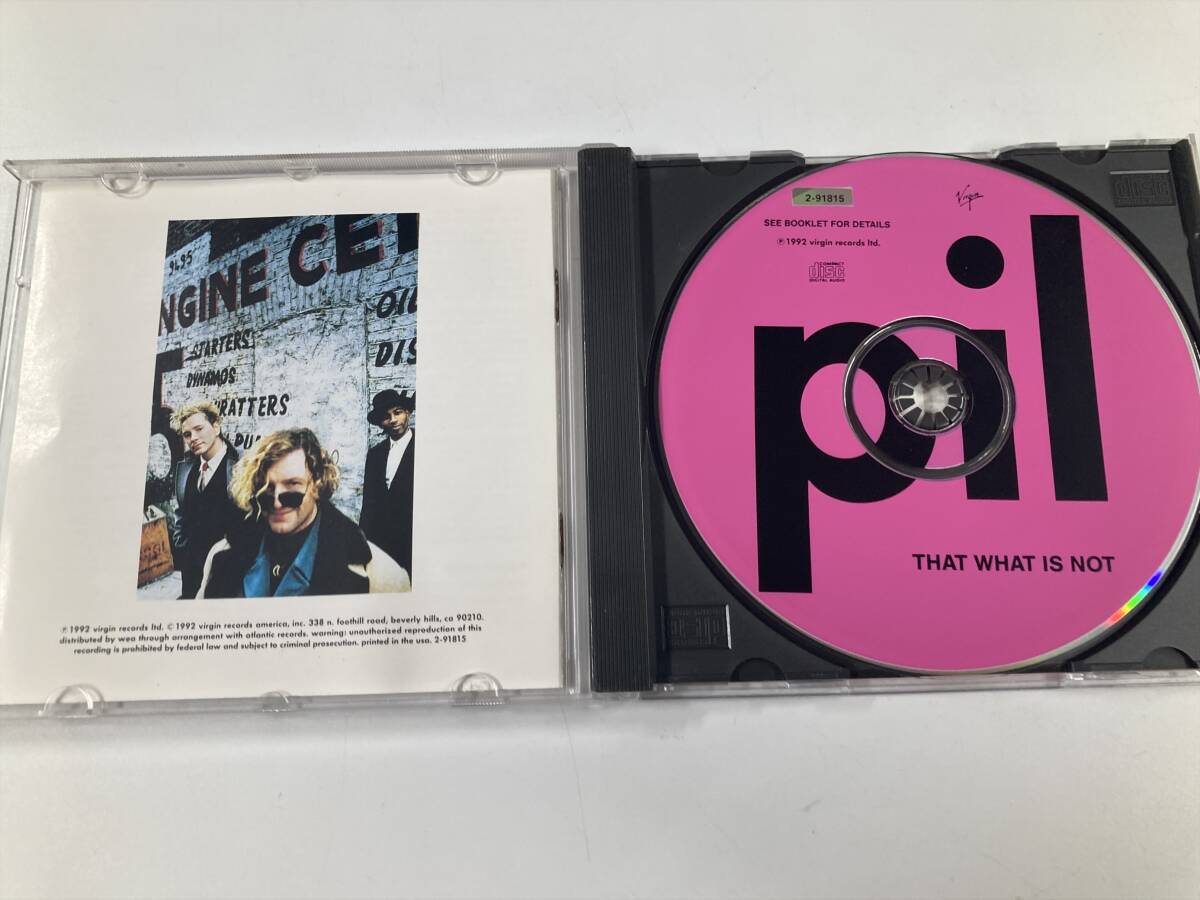 9495
NGINE CE
OIL
STARTERS
DIS
DYNAMOS
RATTERS
PU
℗1992 virgin records ltd. ©1992 virgin records america, inc. 338 n. foothill road, beverly hills, ca 90210.
distributed by wea through arrangement with atlantic records. warning: unauthorized reproduction of this
recording is prohibited by federal law and subject to criminal prosecution. printed in the usa. 2-91815
2-91815
Virgin
SEE BOOKLET FOR DETAILS
℗1992 virgin records ltd.
COMPACT
disc
DIGITAL AUDIO
pil
THAT WHAT IS NOT